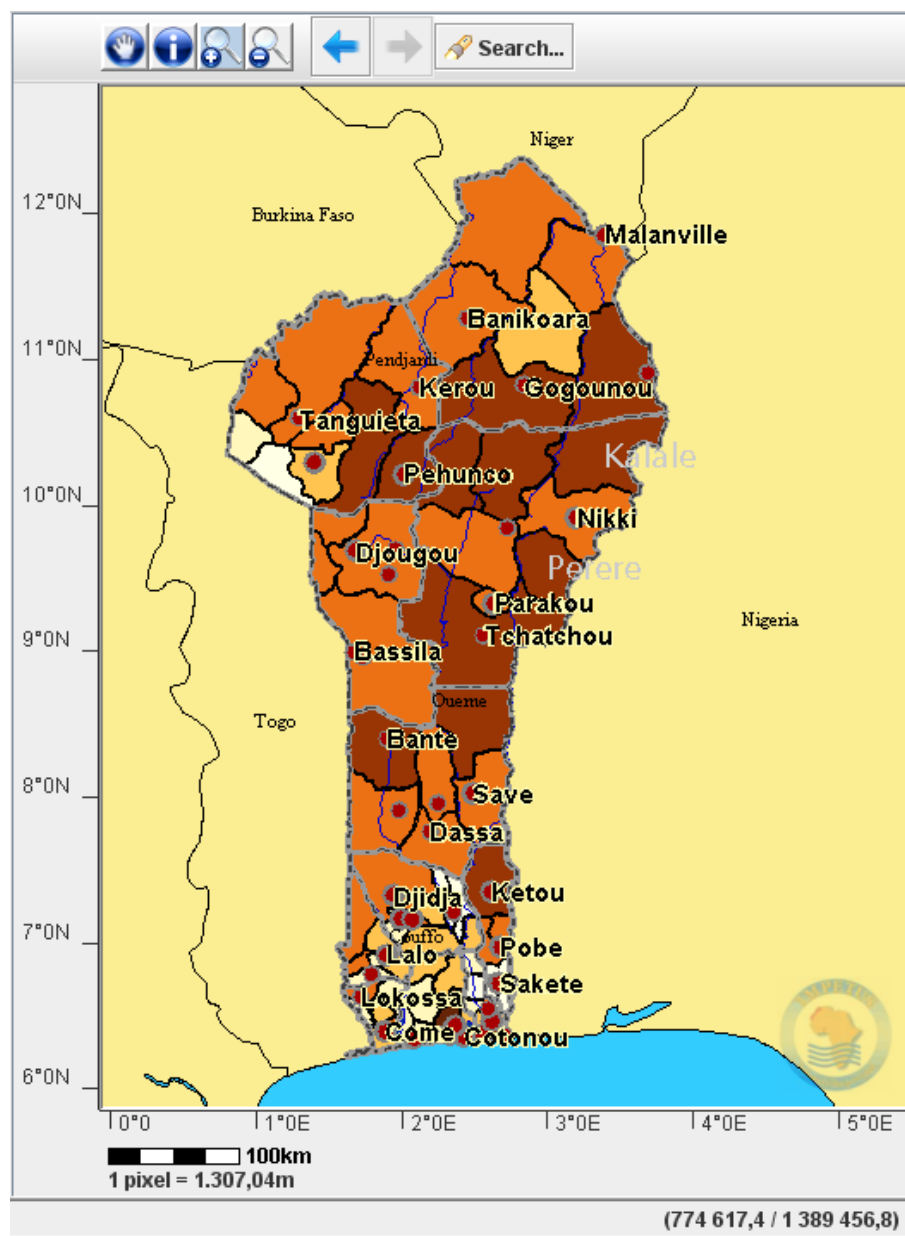 Search...
Niger
12°0N
Burkina Faso
Malanville
Banikoara
11°0N
Pendjardi
Kerou
Gogounou
Tanguieta
Kalale
Pehunco
10°0N
Nikki
Djougou
Perere
Parakou
9°0N
Tchatchou
Nigeria
Bassila
Oueme
Togo
Bante
8°0N
Save
Dassa
Ketou
Djidja
7°0N
Couffo
Pobe
Lalo
Sakete
Lokossa
IMPETUS
Come
Cotonou
6°0N
0°0
1°0E
2°0E
3°0E
4°0E
5°0E
100km
1 pixel = 1.307,04m
(774 617,4 / 1 389 456,8)